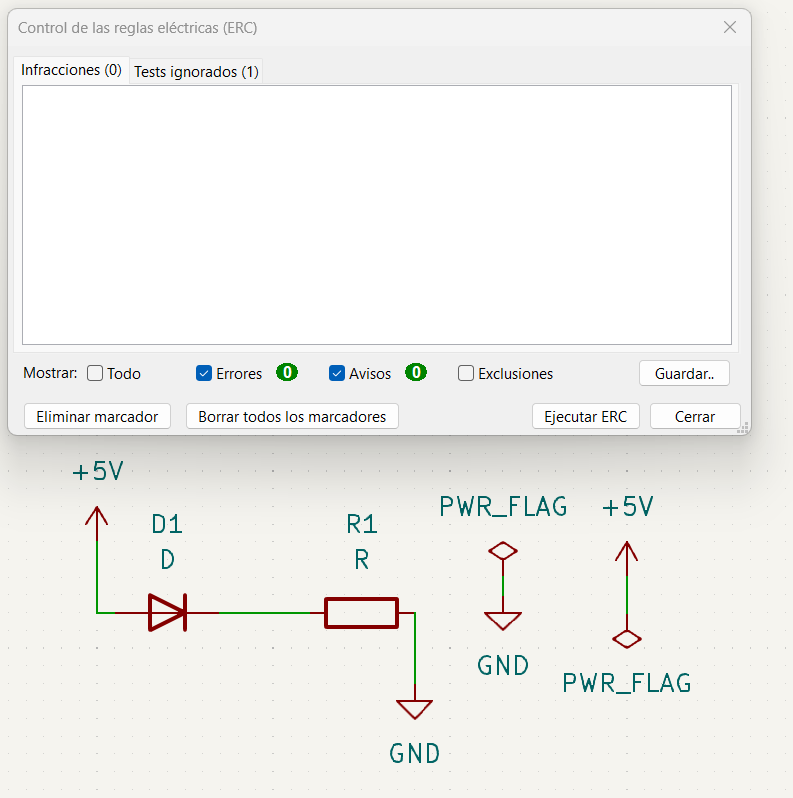 Control de las reglas eléctricas (ERC)
Infracciones (0) Tests ignorados (1)
Mostrar: Todo Errores 0 Avisos 0 Exclusiones Guardar..
Eliminar marcador Borrar todos los marcadores Ejecutar ERC Cerrar
+5V
PWR_FLAG +5V
D1 R1
D R
GND
PWR_FLAG
GND